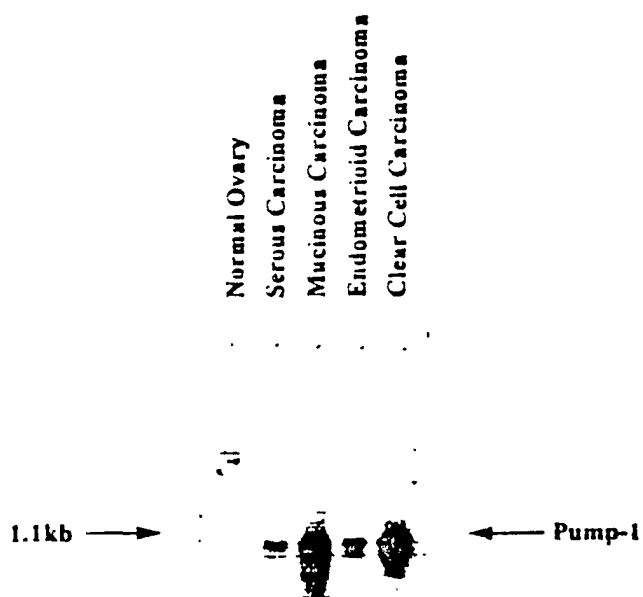 Normal Ovary
Serous Carcinoma
Mucinous Carcinoma
Endometrioid Carcinoma
Clear Cell Carcinoma
1.1kb
Pump-1